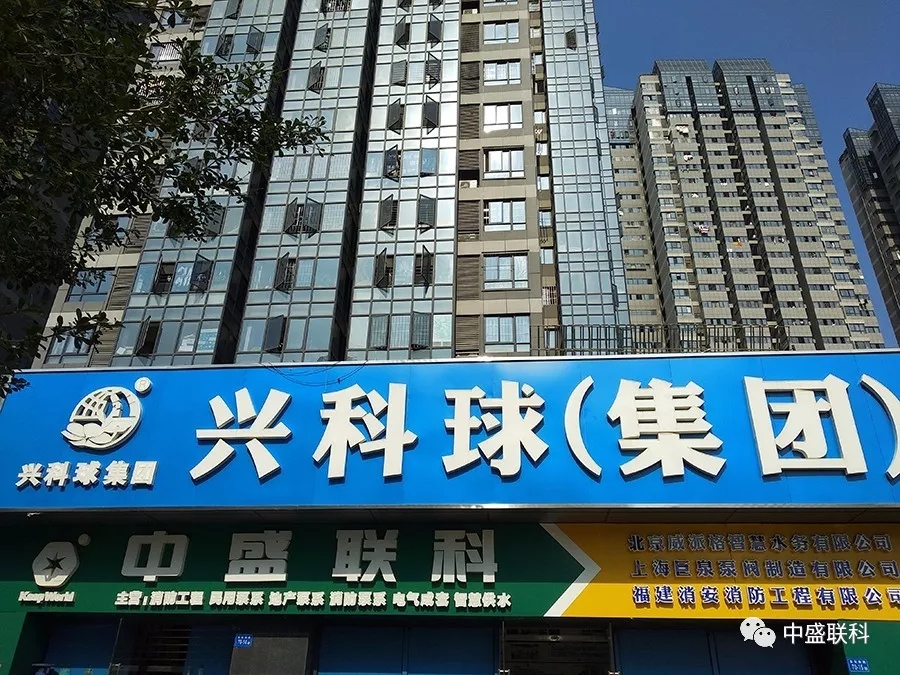 兴科球(集团)
®
兴科球集团
中盛联科
Keep World
主营：消防工程 民用泵系 地产泵系 消防泵系 电气成套 智慧供水
北京威派格智慧水务有限公司
上海巨泉泵阀制造有限公司
福建消安消防工程有限公司
中盛联科